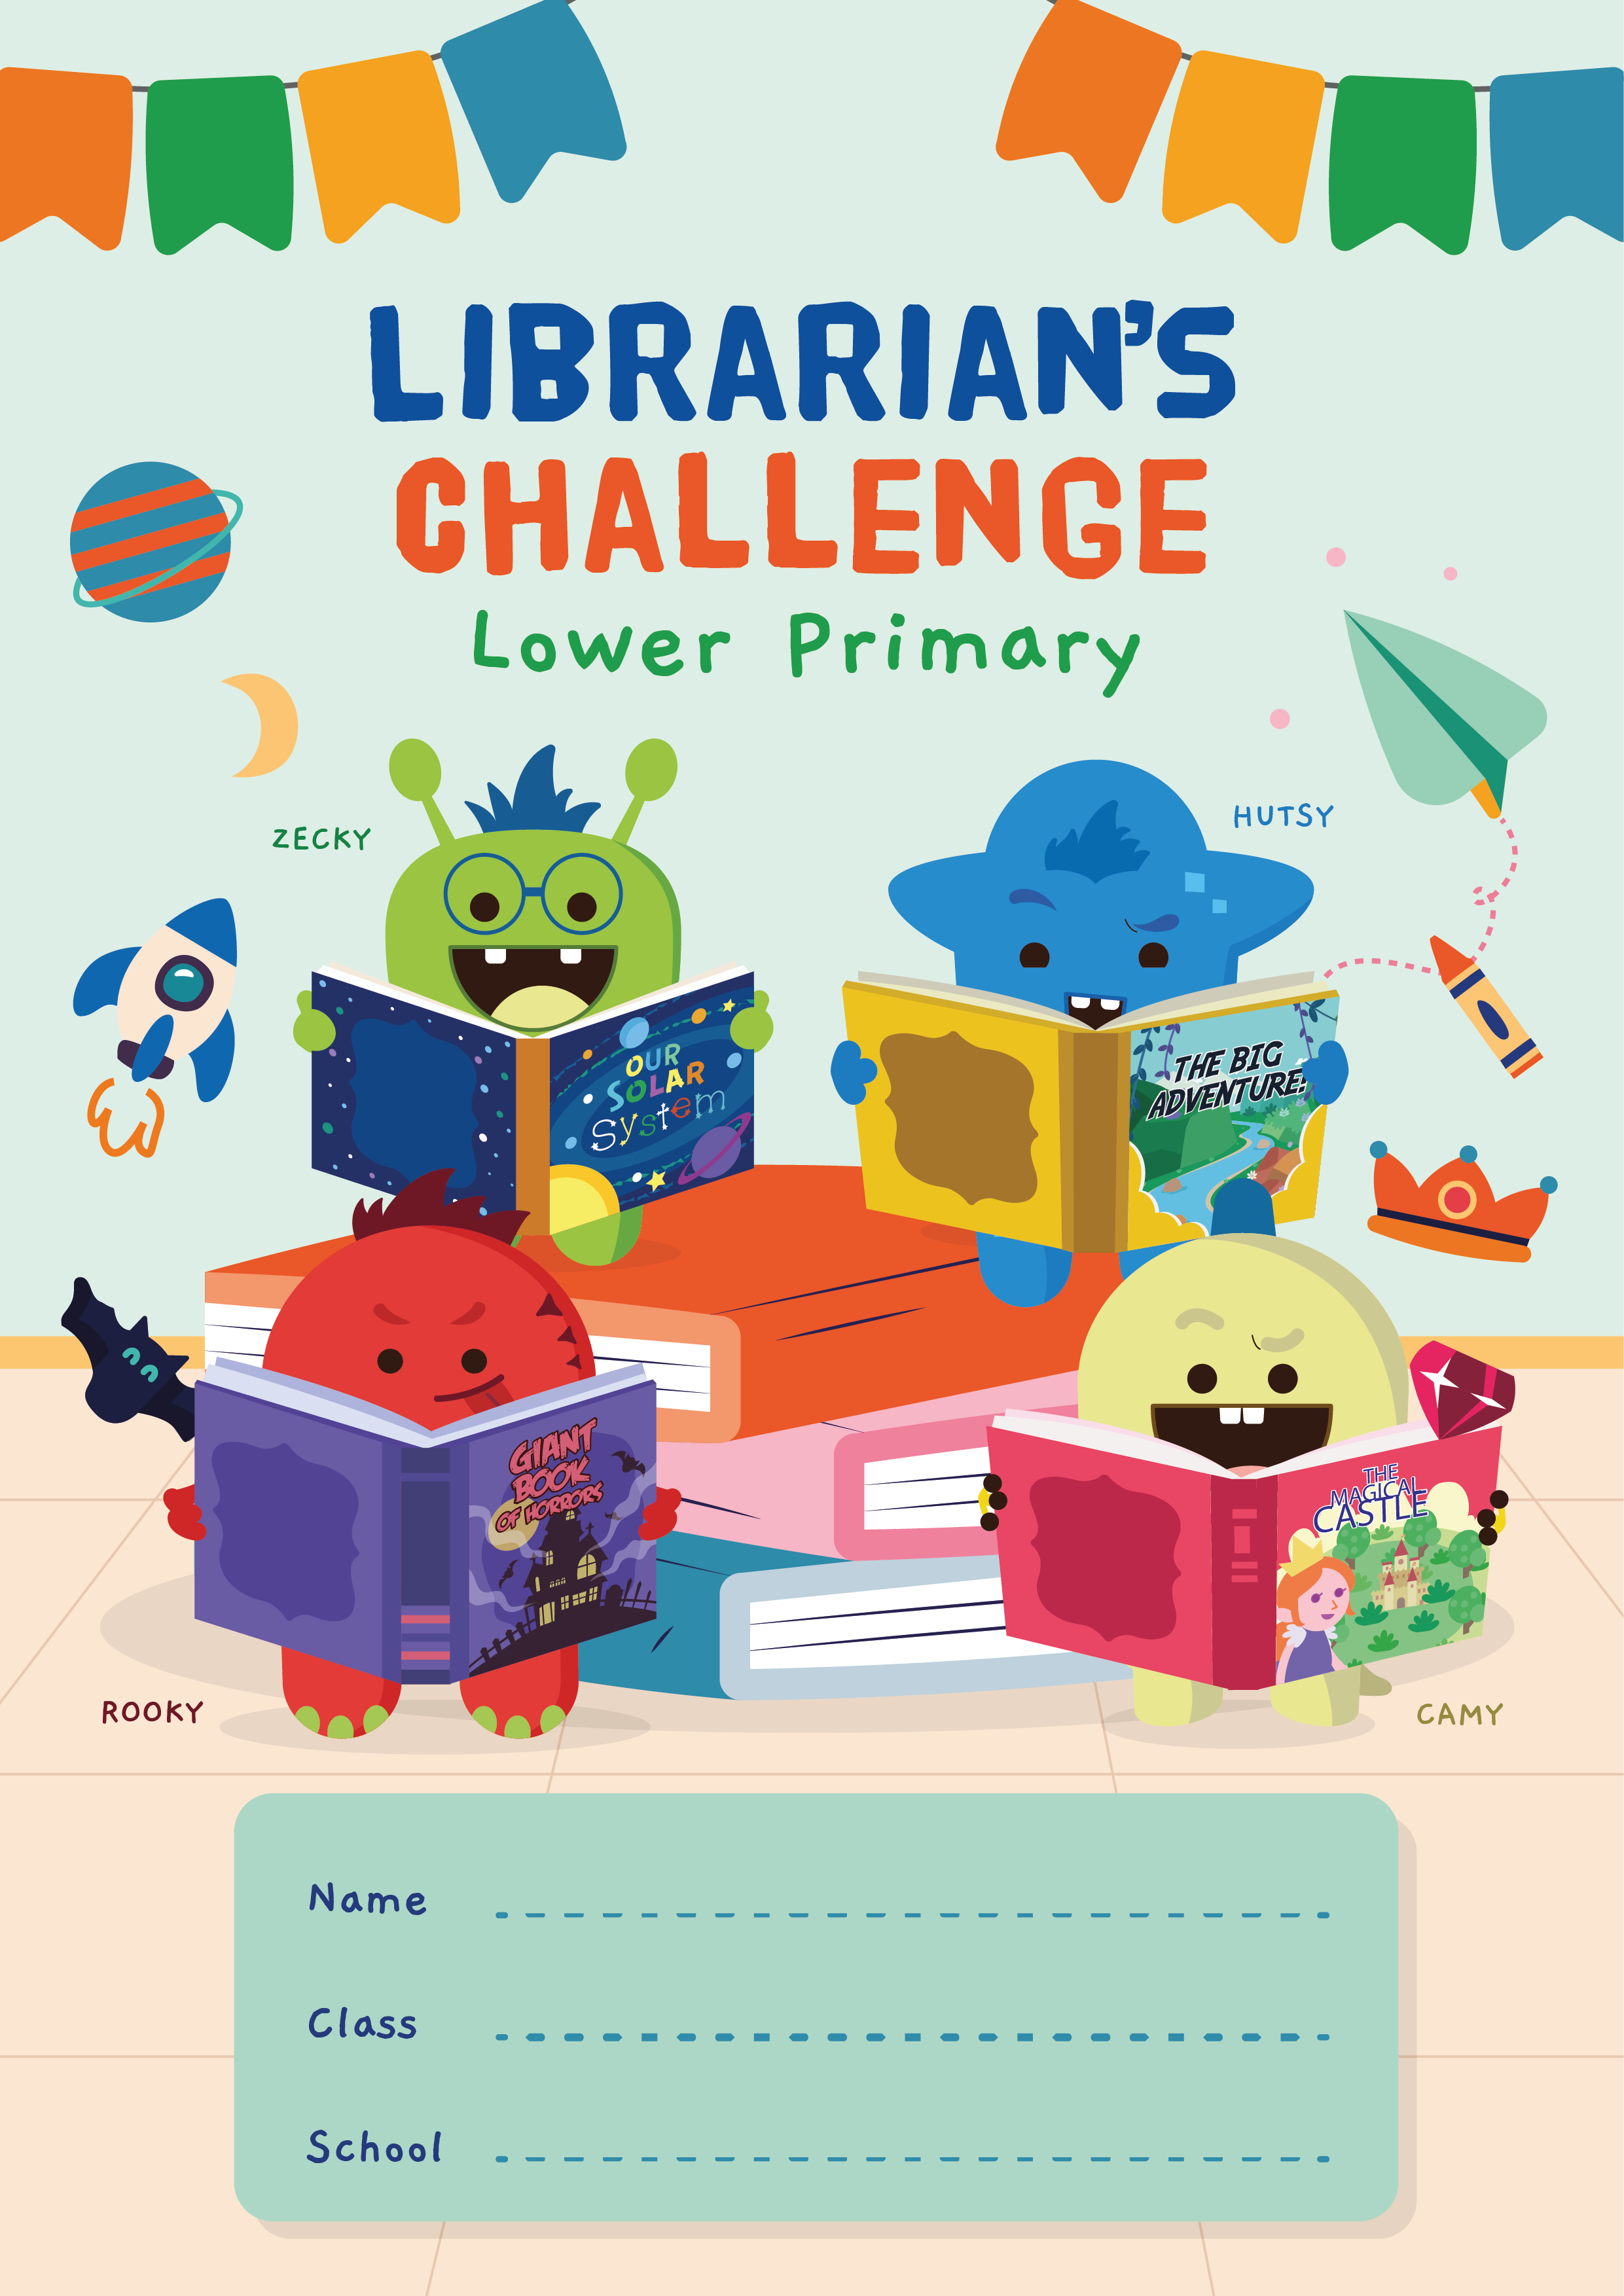 LIBRARIAN'S
CHALLENGE
Lower Primary
ZECKY
HUTSY
OUR
SOLAR
System
THE BIG
ADVENTURE!
GIANT
BOOK
OF HORRORS
THE
MAGICAL
CASTLE
ROOKY
CAMY
Name
Class
School